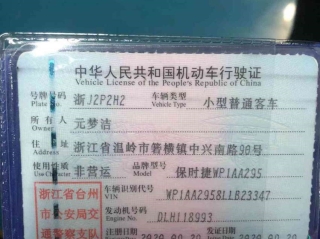 中华人民共和国机动车行驶证
Vehicle License of the People's Republic of China
号牌号码 浙J2P2H2 车辆类型 小型普通客车
Plate No. Vehicle Type
所有人 元梦洁
Owner
住址 浙江省温岭市箬横镇中兴南路90号
Address
使用性质 非营运 品牌型号 保时捷WP1AA295
Use Character Model
浙江省台州 车辆识别代号 WP1AA2958LLB23347
VIN
市公安局交 发动机号码 DLH118993
Engine No.
通警察支队